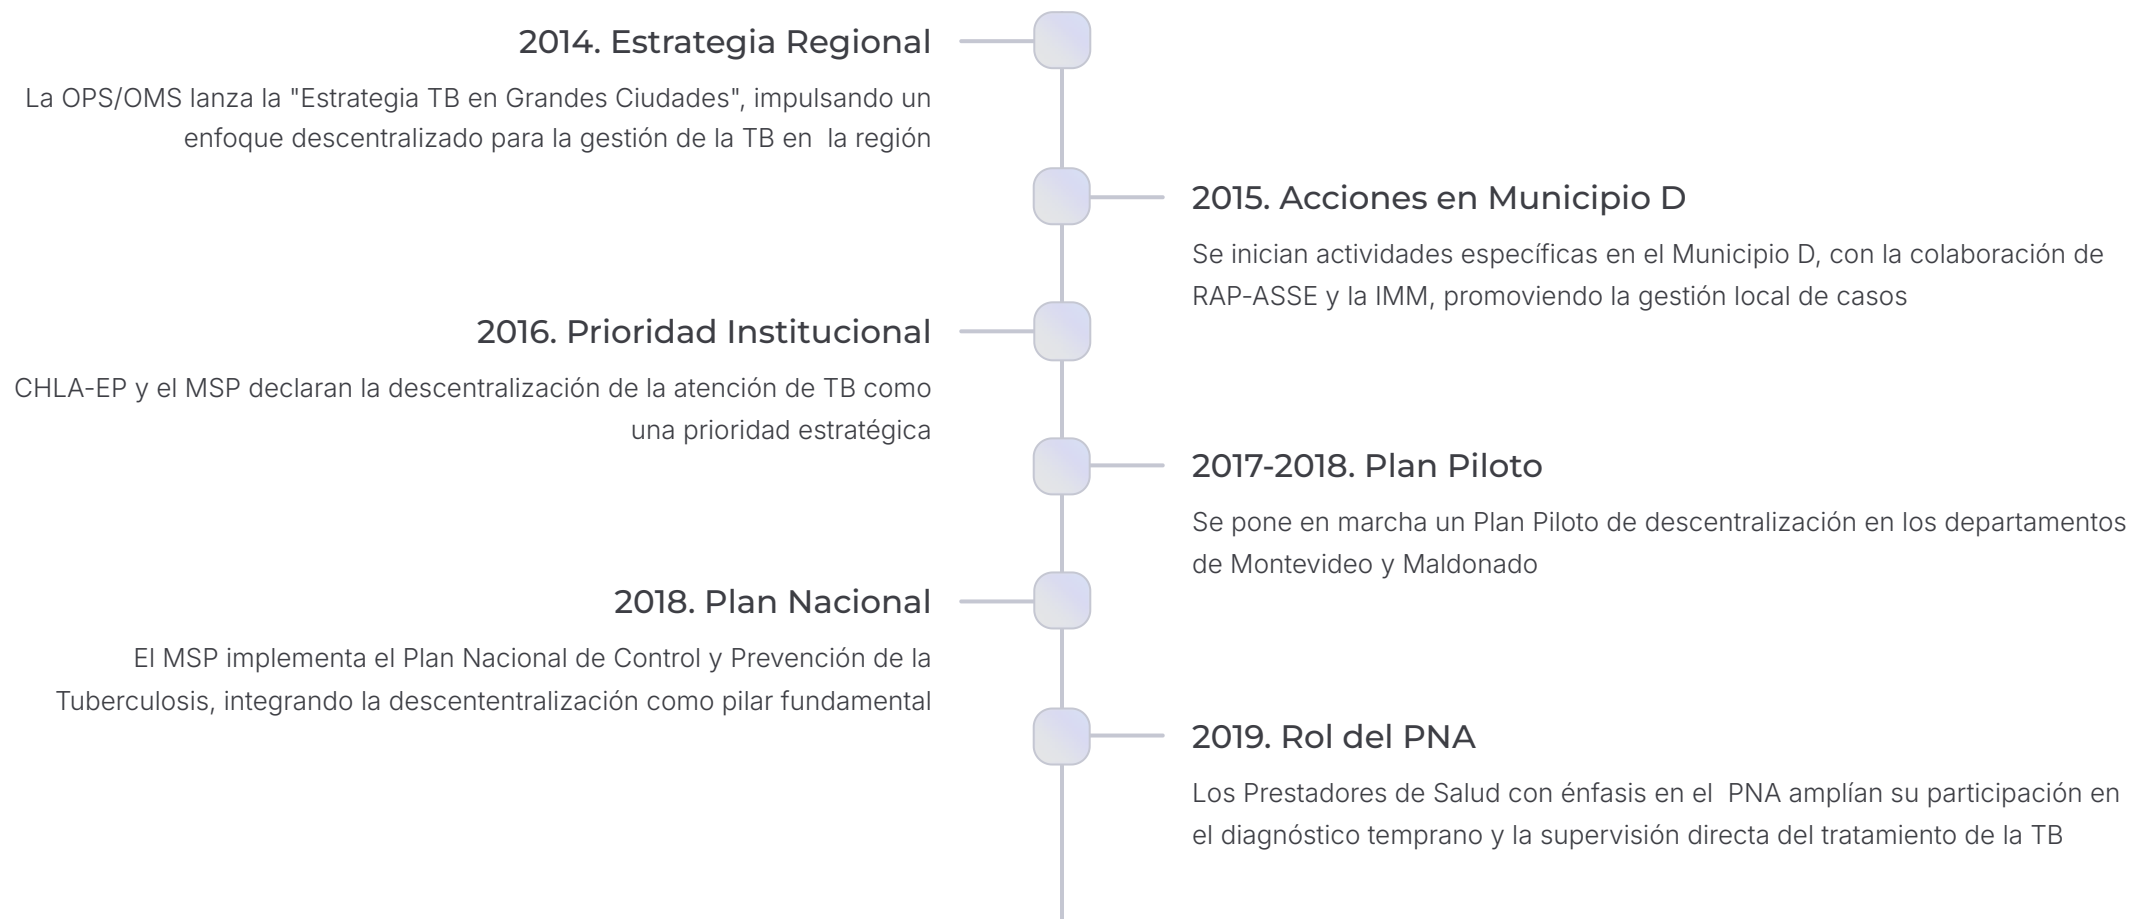 2014. Estrategia Regional
La OPS/OMS lanza la "Estrategia TB en Grandes Ciudades", impulsando un
enfoque descentralizado para la gestión de la TB en  la región
2015. Acciones en Municipio D
Se inician actividades específicas en el Municipio D, con la colaboración de
RAP-ASSE y la IMM, promoviendo la gestión local de casos
2016. Prioridad Institucional
CHLA-EP y el MSP declaran la descentralización de la atención de TB como
una prioridad estratégica
2017-2018. Plan Piloto
Se pone en marcha un Plan Piloto de descentralización en los departamentos
de Montevideo y Maldonado
2018. Plan Nacional
El MSP implementa el Plan Nacional de Control y Prevención de la
Tuberculosis, integrando la descententralización como pilar fundamental
2019. Rol del PNA
Los Prestadores de Salud con énfasis en el  PNA amplían su participación en
el diagnóstico temprano y la supervisión directa del tratamiento de la TB